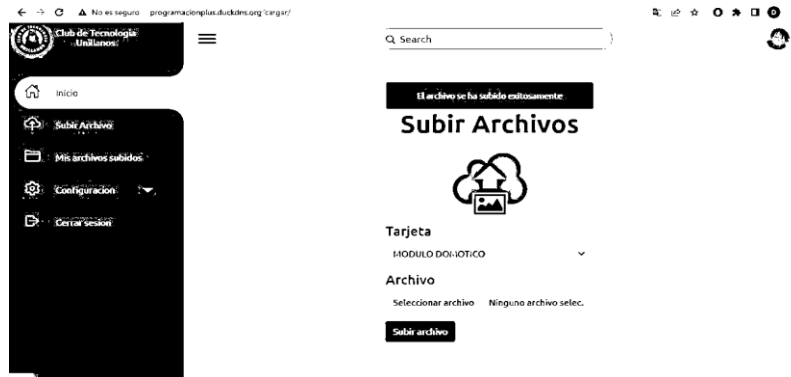 No es seguro programacionplus.duckdns.org/cargar/
Club de Tecnología
Unillanos
Search
Inicio
Subir Archivo
Mis archivos subidos
Configuracion
Cerrar sesion
El archivo se ha subido exitosamente
Subir Archivos
Tarjeta
MODULO DOMOTICO
Archivo
Seleccionar archivo Ninguno archivo selec.
Subir archivo